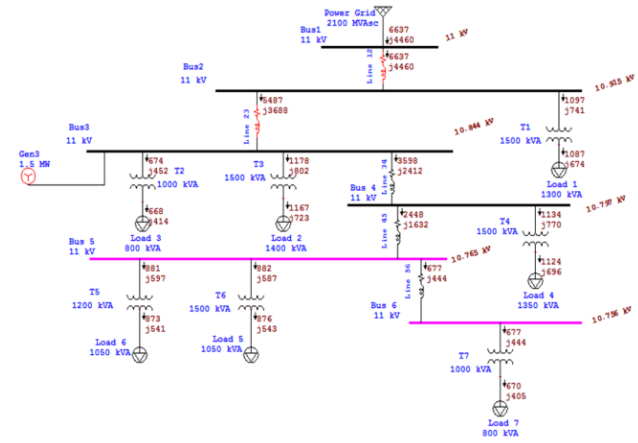 Power Grid
2100 MVAsc
Bus1
11 kV
6637
j4460
11 kV
Line 12
6637
j4460
Bus2
11 kV
10.935 kV
5487
j3688
Line 23
1097
j741
T1
1500 kVA
1087
j674
Load 1
1300 kVA
Bus3
11 kV
10.844 kV
Gen3
1.5 MW
674
j452
T2
1000 kVA
668
j414
Load 3
800 kVA
1178
j802
T3
1500 kVA
1167
j723
Load 2
1400 kVA
3598
j2412
Line 34
Bus 4
11 kV
10.797 kV
2448
j1632
Line 45
1134
j770
T4
1500 kVA
1124
j696
Load 4
1350 kVA
Bus 5
11 kV
10.765 kV
881
j597
T5
1200 kVA
873
j541
Load 6
1050 kVA
882
j587
T6
1500 kVA
876
j543
Load 5
1050 kVA
677
j444
Line 56
Bus 6
11 kV
10.756 kV
677
j444
T7
1000 kVA
670
j405
Load 7
800 kVA